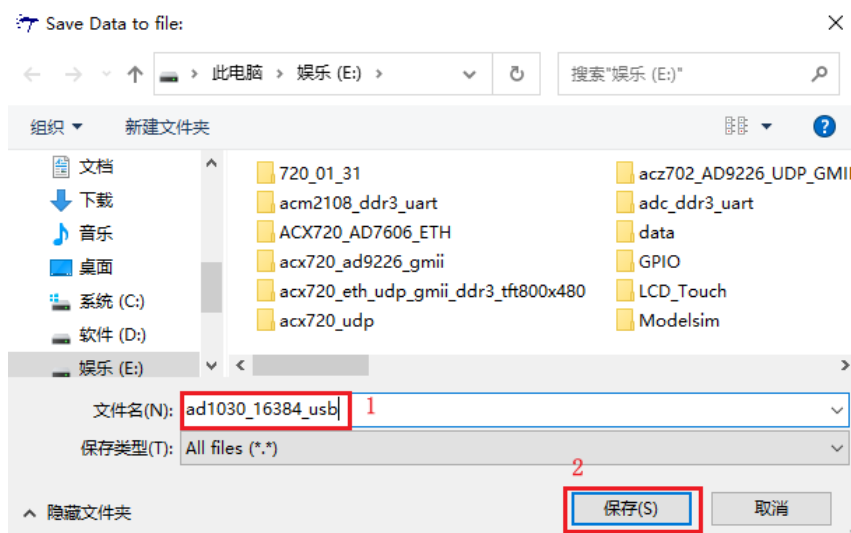 Save Data to file:
此电脑 › 娱乐 (E:) ›
搜索"娱乐 (E:)"
组织 新建文件夹
文档
下载
音乐
桌面
系统 (C:)
软件 (D:)
娱乐 (E:)
720_01_31
acm2108_ddr3_uart
ACX720_AD7606_ETH
acx720_ad9226_gmii
acx720_eth_udp_gmii_ddr3_tft800x480
acx720_udp
acz702_AD9226_UDP_GMII
adc_ddr3_uart
data
GPIO
LCD_Touch
Modelsim
文件名(N): ad1030_16384_usb 1
保存类型(T): All files (*.*)
2
隐藏文件夹 保存(S) 取消